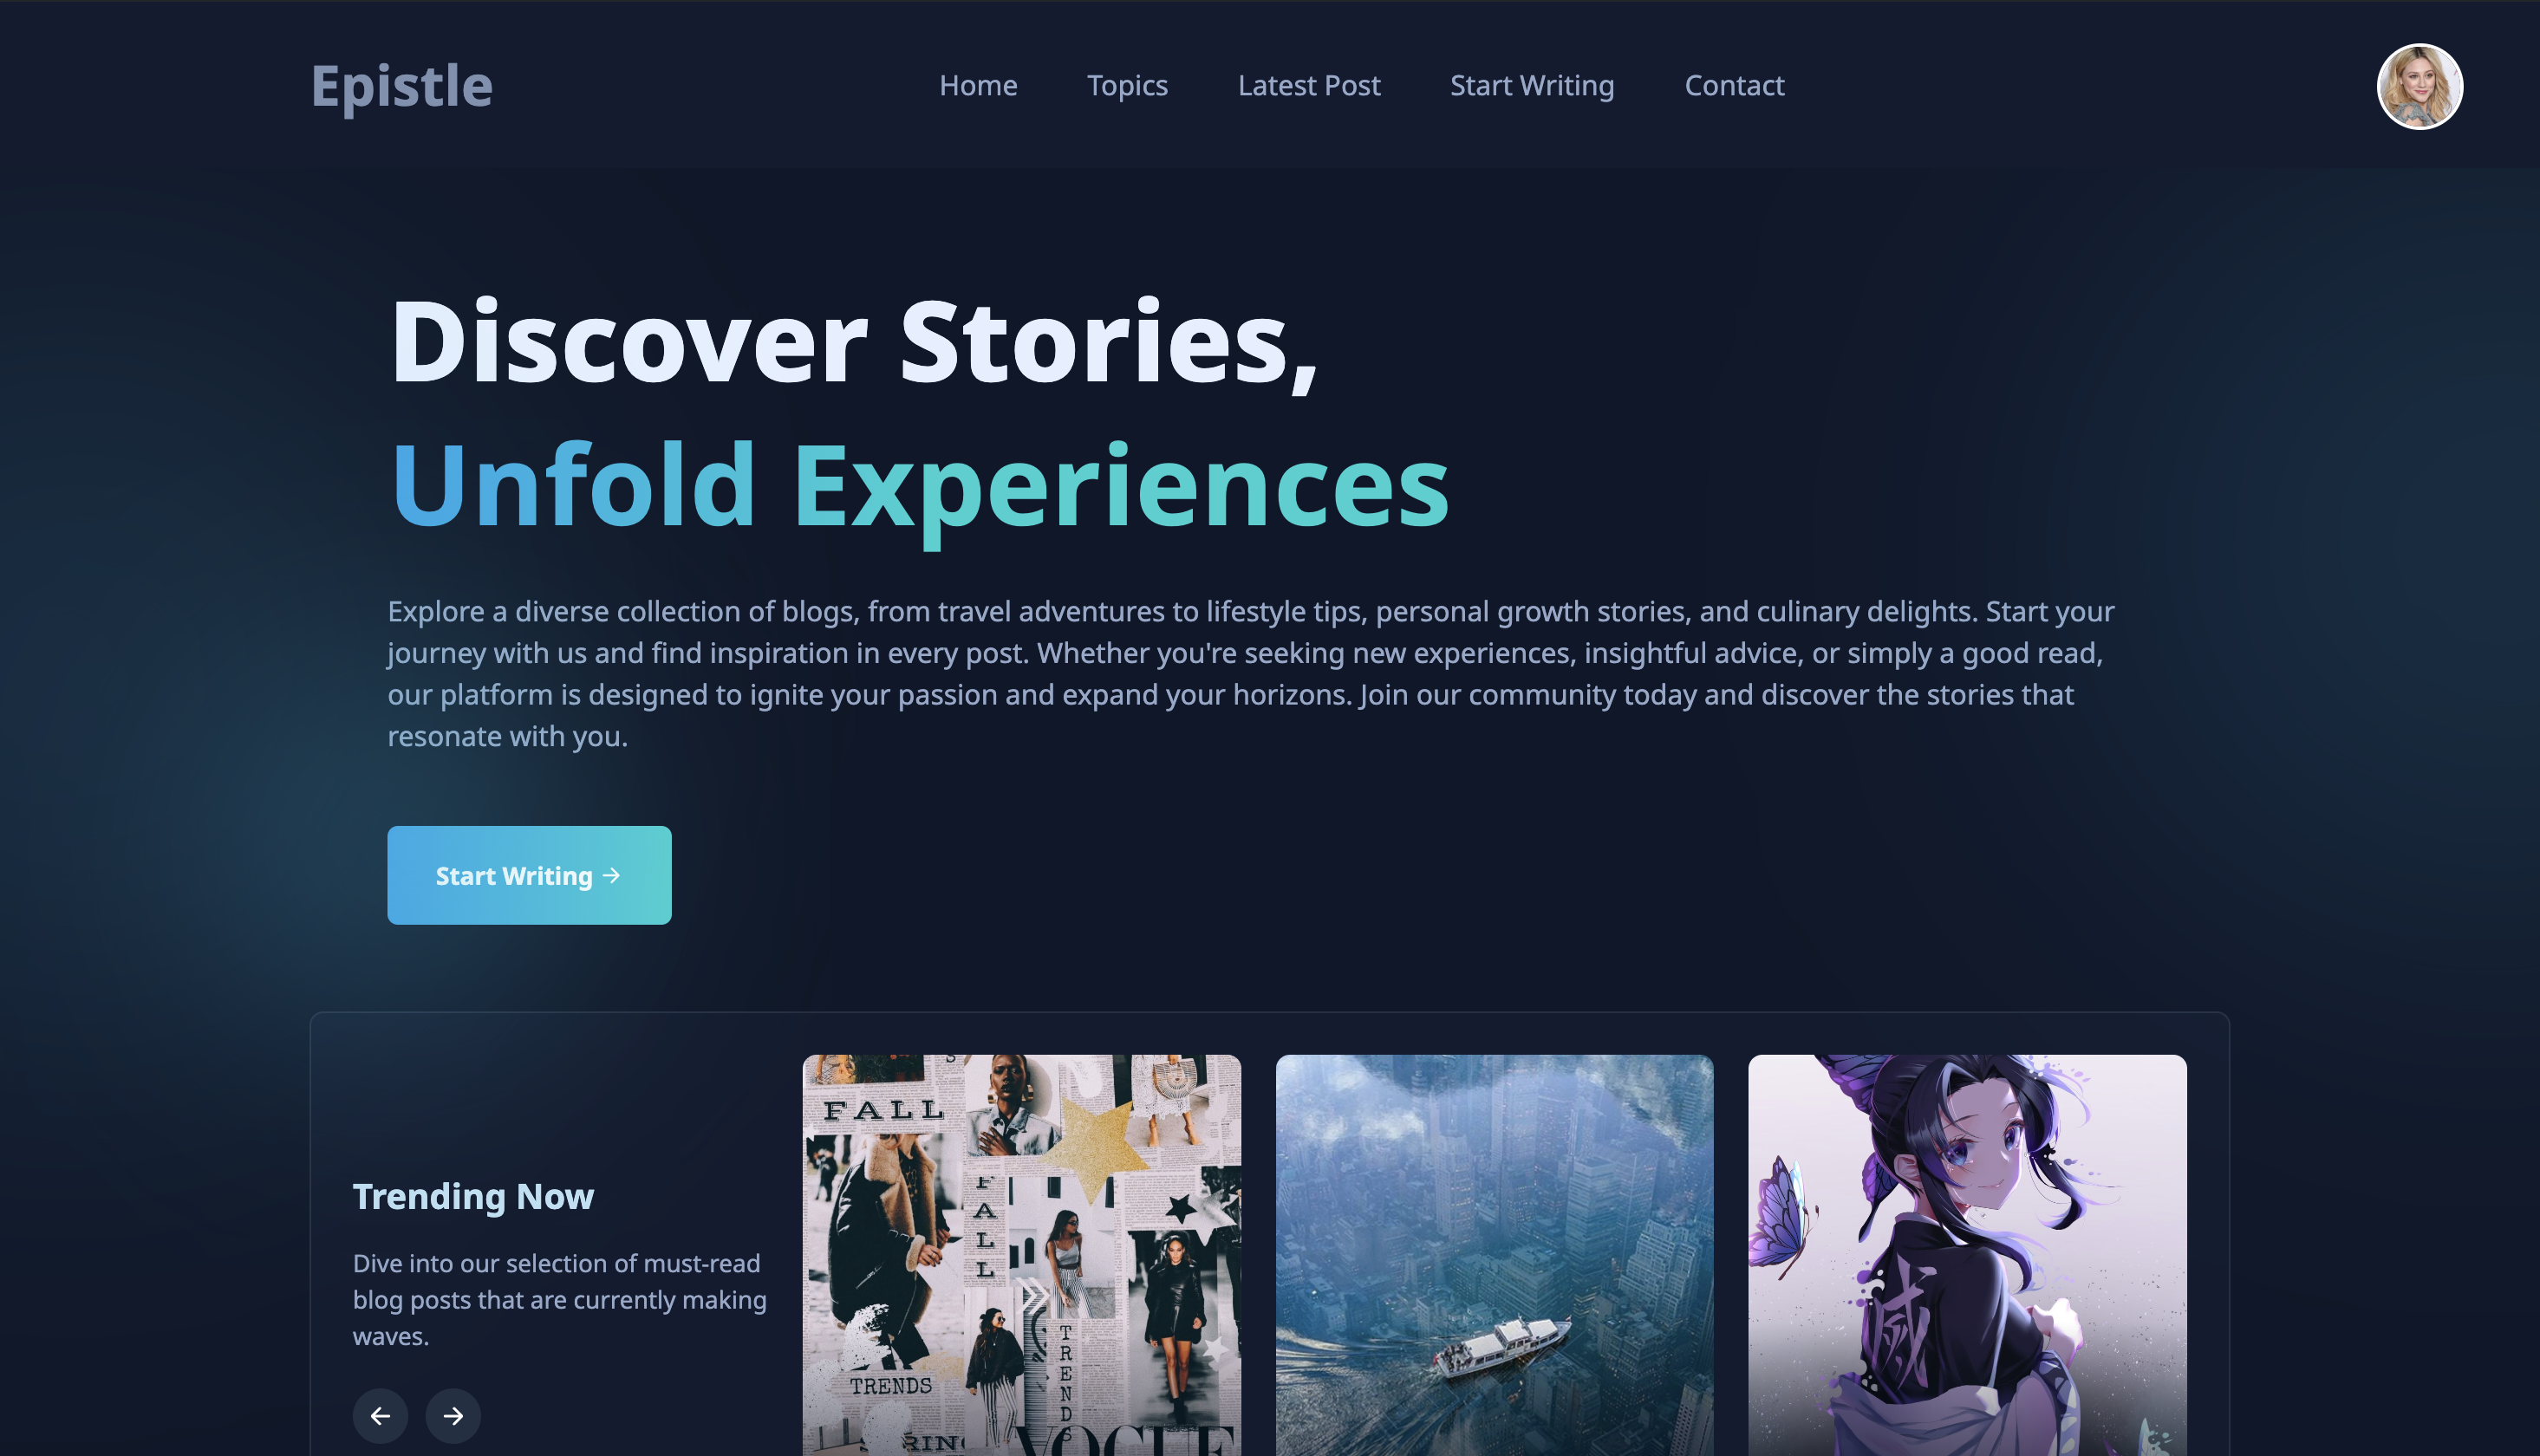 Epistle
Home
Topics
Latest Post
Start Writing
Contact
Discover Stories,
Unfold Experiences
Explore a diverse collection of blogs, from travel adventures to lifestyle tips, personal growth stories, and culinary delights. Start your
journey with us and find inspiration in every post. Whether you're seeking new experiences, insightful advice, or simply a good read,
our platform is designed to ignite your passion and expand your horizons. Join our community today and discover the stories that
resonate with you.
Start Writing →
Trending Now
Dive into our selection of must-read
blog posts that are currently making
waves.
FALL
FALL
TRENDS
TRENDS
VOGUE
滅